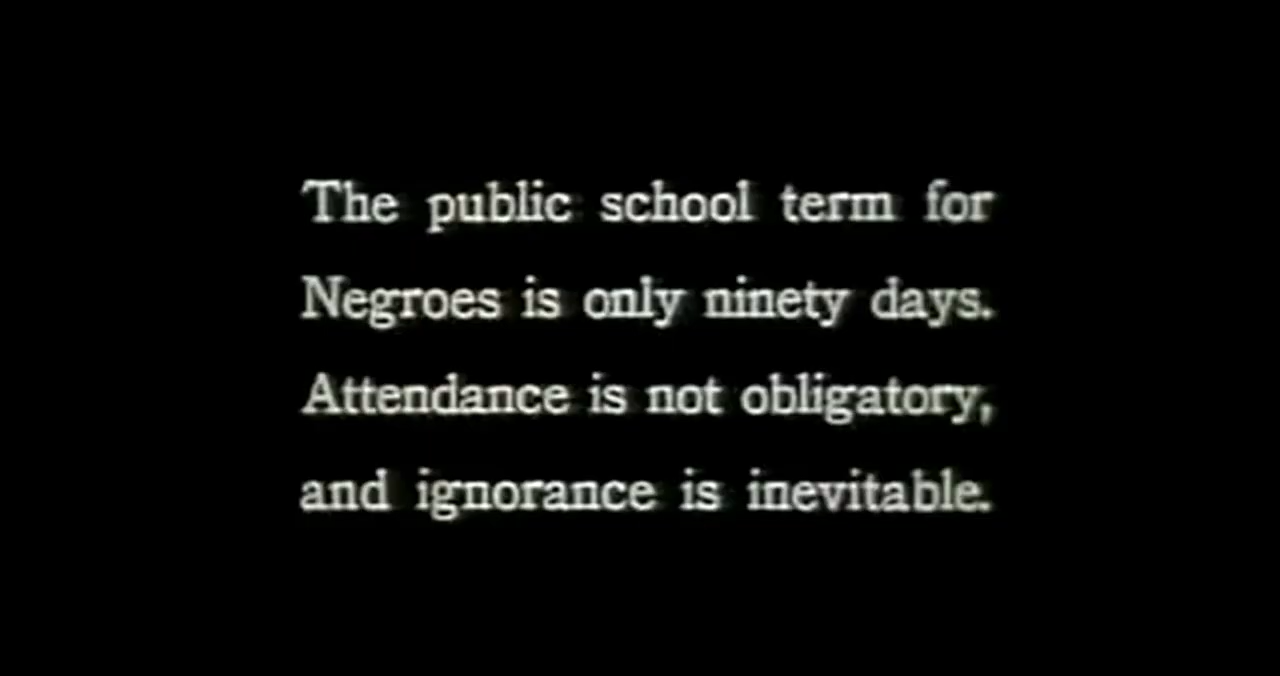 The public school term for
Negroes is only ninety days.
Attendance is not obligatory,
and ignorance is inevitable.